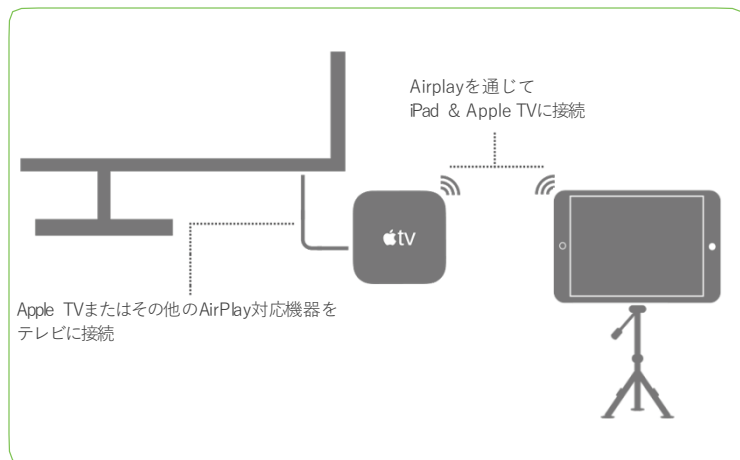 Airplayを通じて
iPad & Apple TVに接続
tv
Apple TVまたはその他のAirPlay対応機器を
テレビに接続